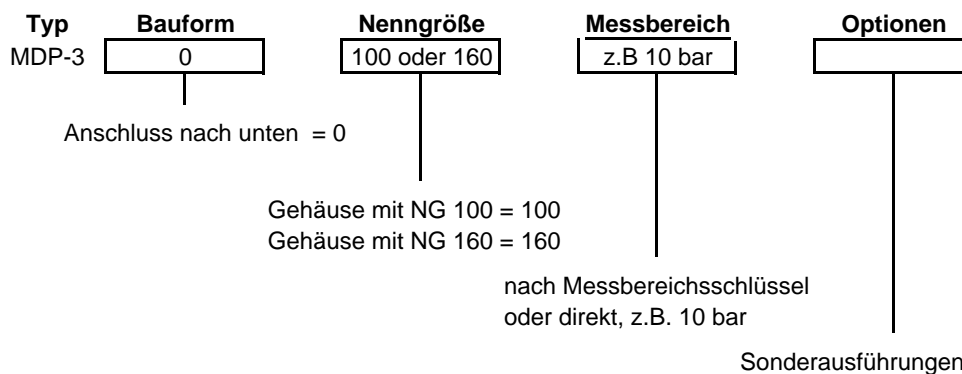 Typ Bauform Nenngröße Messbereich Optionen
MDP-3 0 100 oder 160 z.B 10 bar
Anschluss nach unten = 0
Gehäuse mit NG 100 = 100
Gehäuse mit NG 160 = 160
nach Messbereichsschlüssel
oder direkt, z.B. 10 bar
Sonderausführungen